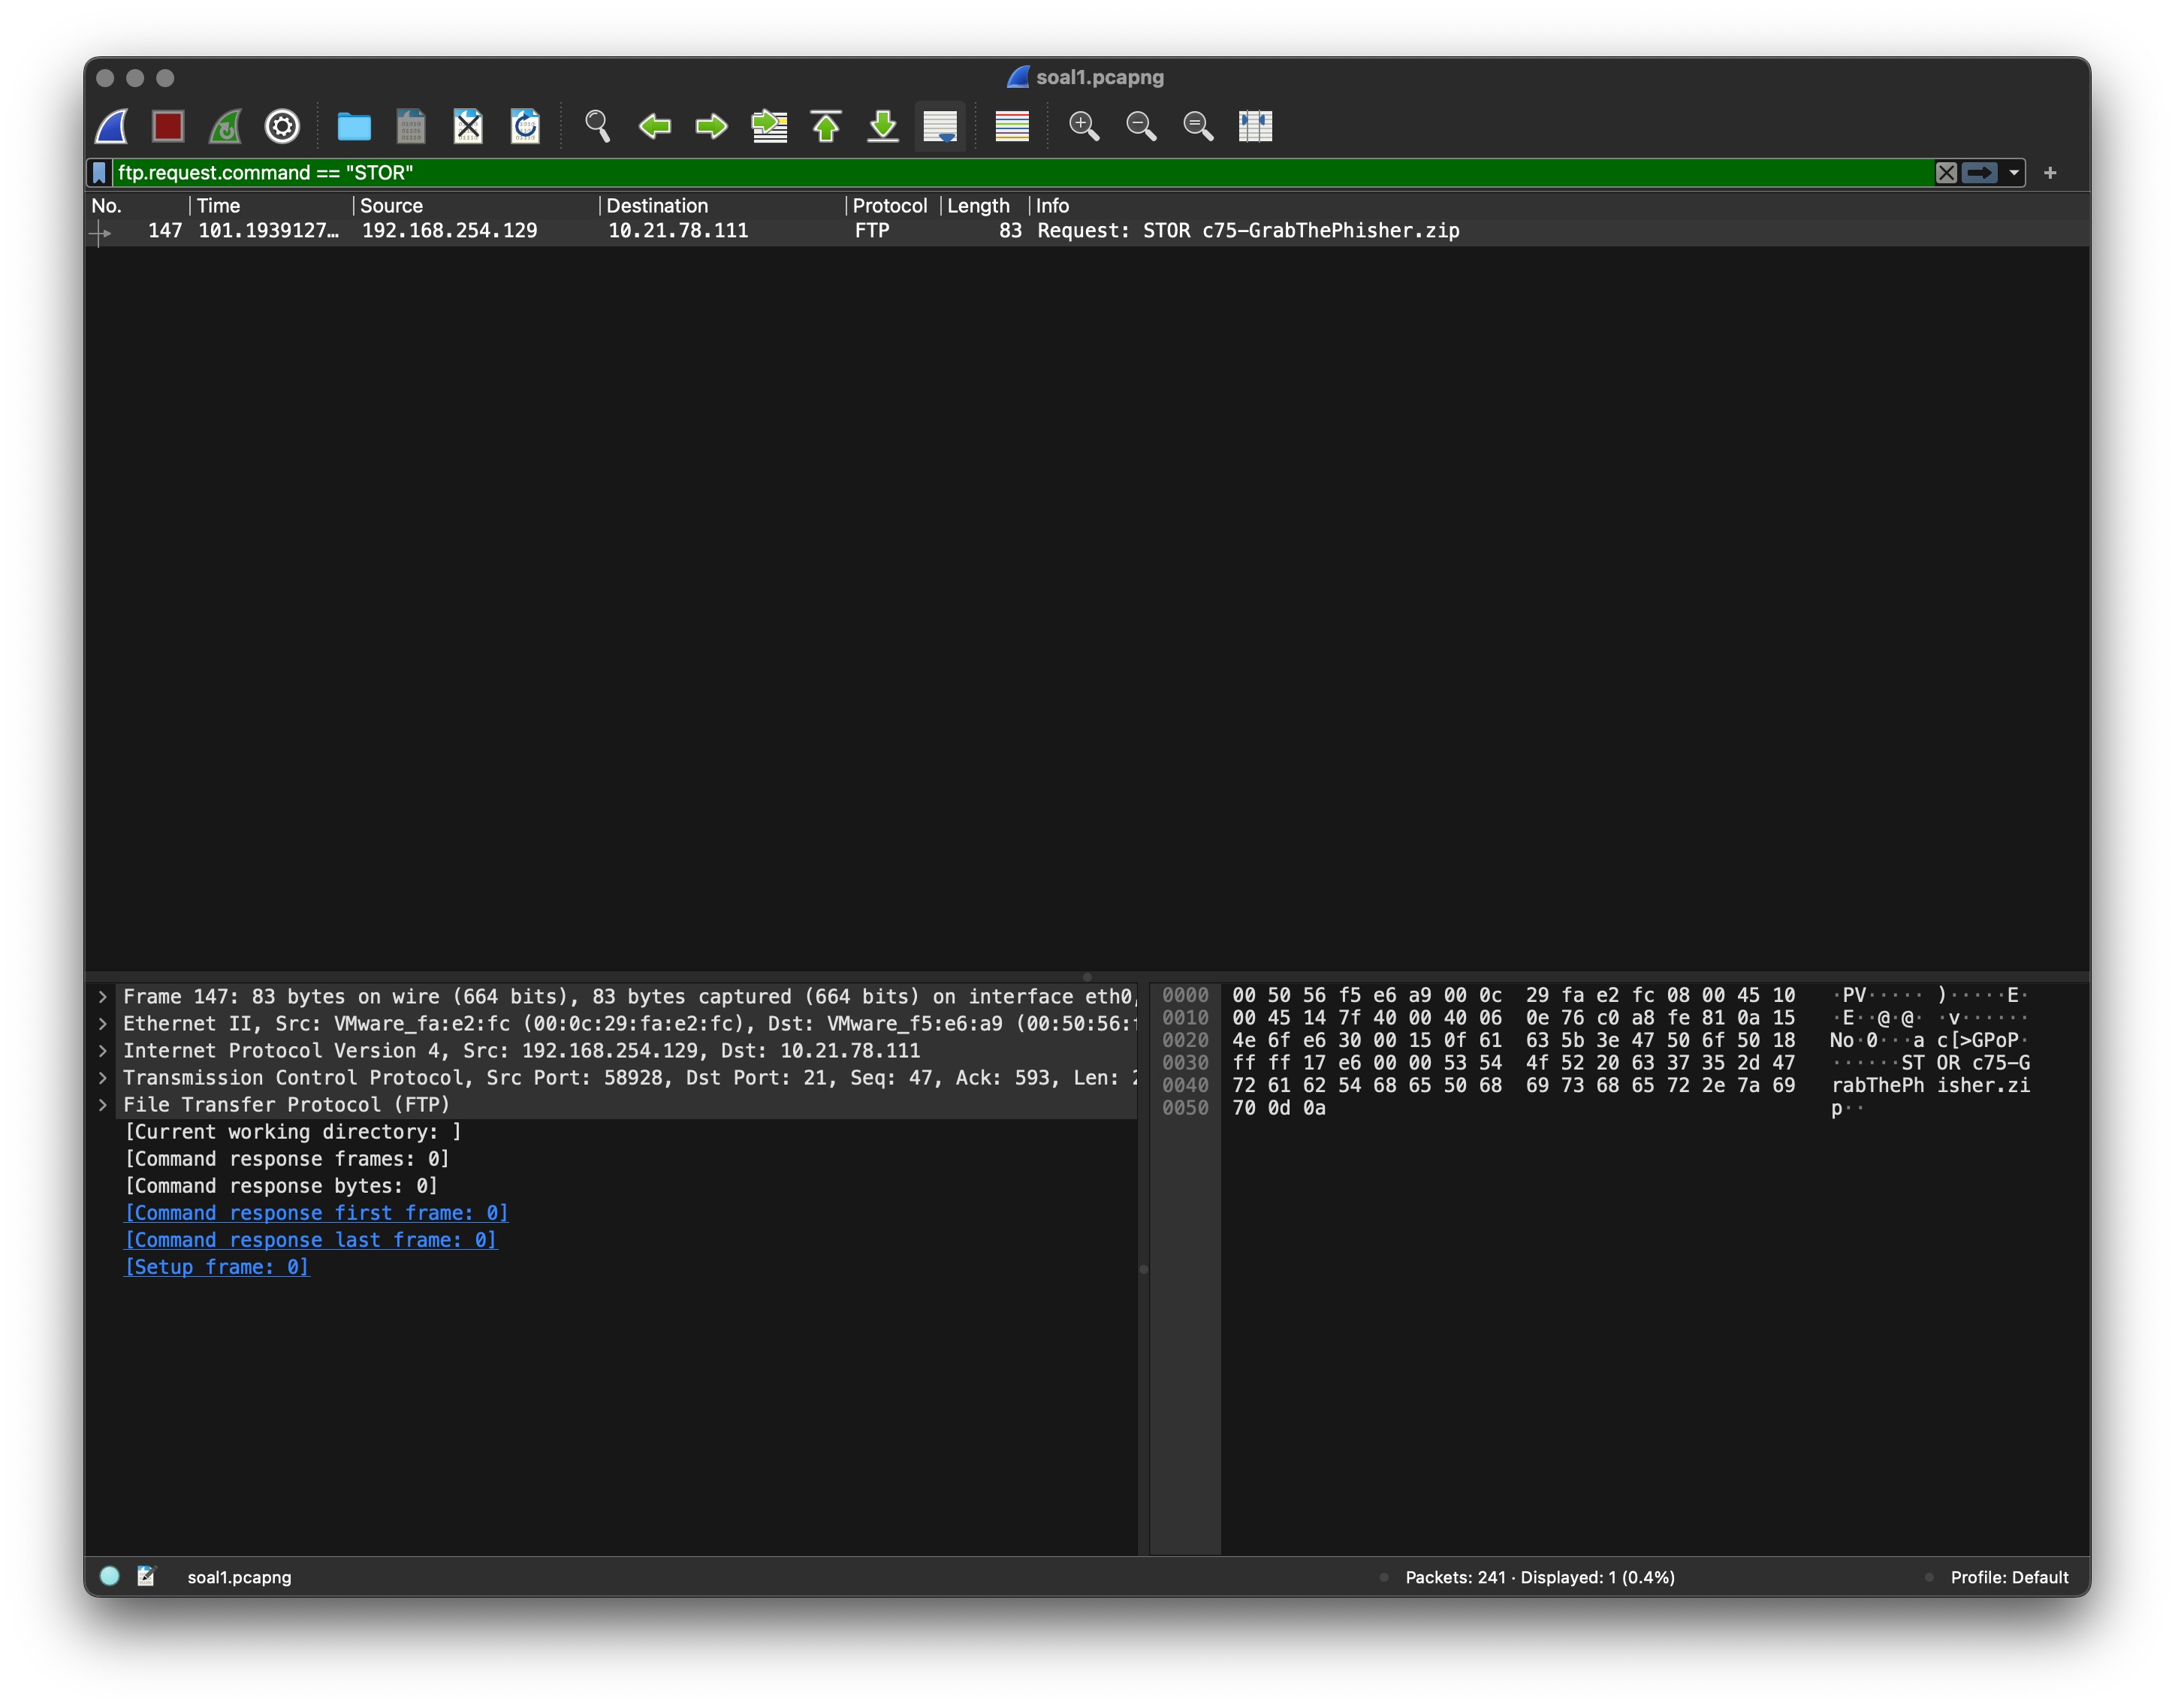 soal1.pcapng
ftp.request.command == "STOR"
No. Time Source Destination Protocol Length Info
147 101.1939127… 192.168.254.129 10.21.78.111 FTP 83 Request: STOR c75-GrabThePhisher.zip
Frame 147: 83 bytes on wire (664 bits), 83 bytes captured (664 bits) on interface eth0,
Ethernet II, Src: VMware_fa:e2:fc (00:0c:29:fa:e2:fc), Dst: VMware_f5:e6:a9 (00:50:56:f
Internet Protocol Version 4, Src: 192.168.254.129, Dst: 10.21.78.111
Transmission Control Protocol, Src Port: 58928, Dst Port: 21, Seq: 47, Ack: 593, Len: 2
File Transfer Protocol (FTP)
[Current working directory: ]
[Command response frames: 0]
[Command response bytes: 0]
[Command response first frame: 0]
[Command response last frame: 0]
[Setup frame: 0]
0000 00 50 56 f5 e6 a9 00 0c 29 fa e2 fc 08 00 45 10 ·PV····· )·····E·
0010 00 45 14 7f 40 00 40 06 0e 76 c0 a8 fe 81 0a 15 ·E··@·@· ·v······
0020 4e 6f e6 30 00 15 0f 61 63 5b 3e 47 50 6f 50 18 No·0···a c[>GPoP·
0030 ff ff 17 e6 00 00 53 54 4f 52 20 63 37 35 2d 47 ······ST OR c75-G
0040 72 61 62 54 68 65 50 68 69 73 68 65 72 2e 7a 69 rabThePh isher.zi
0050 70 0d 0a p··
soal1.pcapng
Packets: 241 · Displayed: 1 (0.4%)
Profile: Default